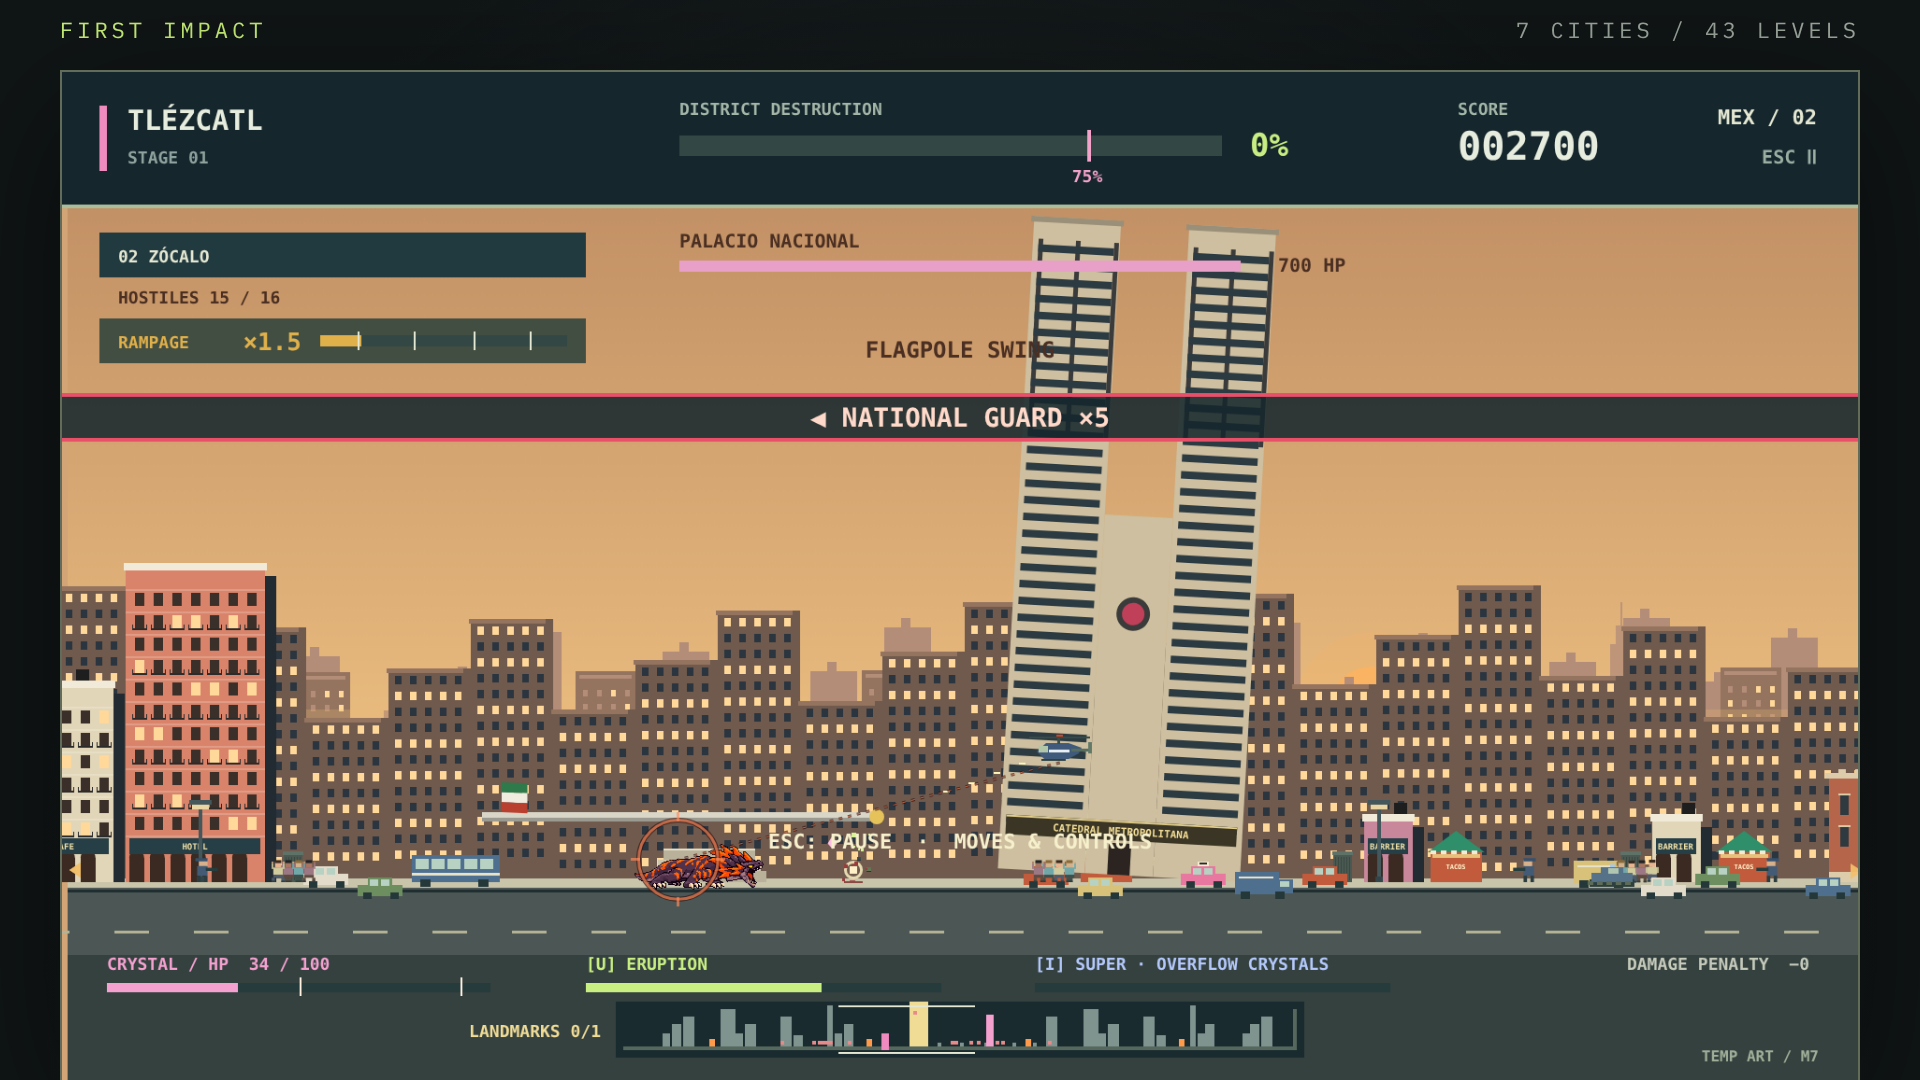 FIRST IMPACT
7 CITIES / 43 LEVELS
TLÉZCATL
STAGE 01
DISTRICT DESTRUCTION
0%
75%
SCORE
002700
MEX / 02
ESC II
02 ZÓCALO
HOSTILES 15 / 16
RAMPAGE ×1.5
PALACIO NACIONAL
700 HP
FLAGPOLE SWING
◀ NATIONAL GUARD ×5
CATEDRAL METROPOLITANA
ESC: PAUSE · MOVES & CONTROLS
HOTEL
BARRIER
TACOS
BARRIER
TACOS
CRYSTAL / HP 34 / 100
[U] ERUPTION
[I] SUPER · OVERFLOW CRYSTALS
DAMAGE PENALTY −0
LANDMARKS 0/1
TEMP ART / M7